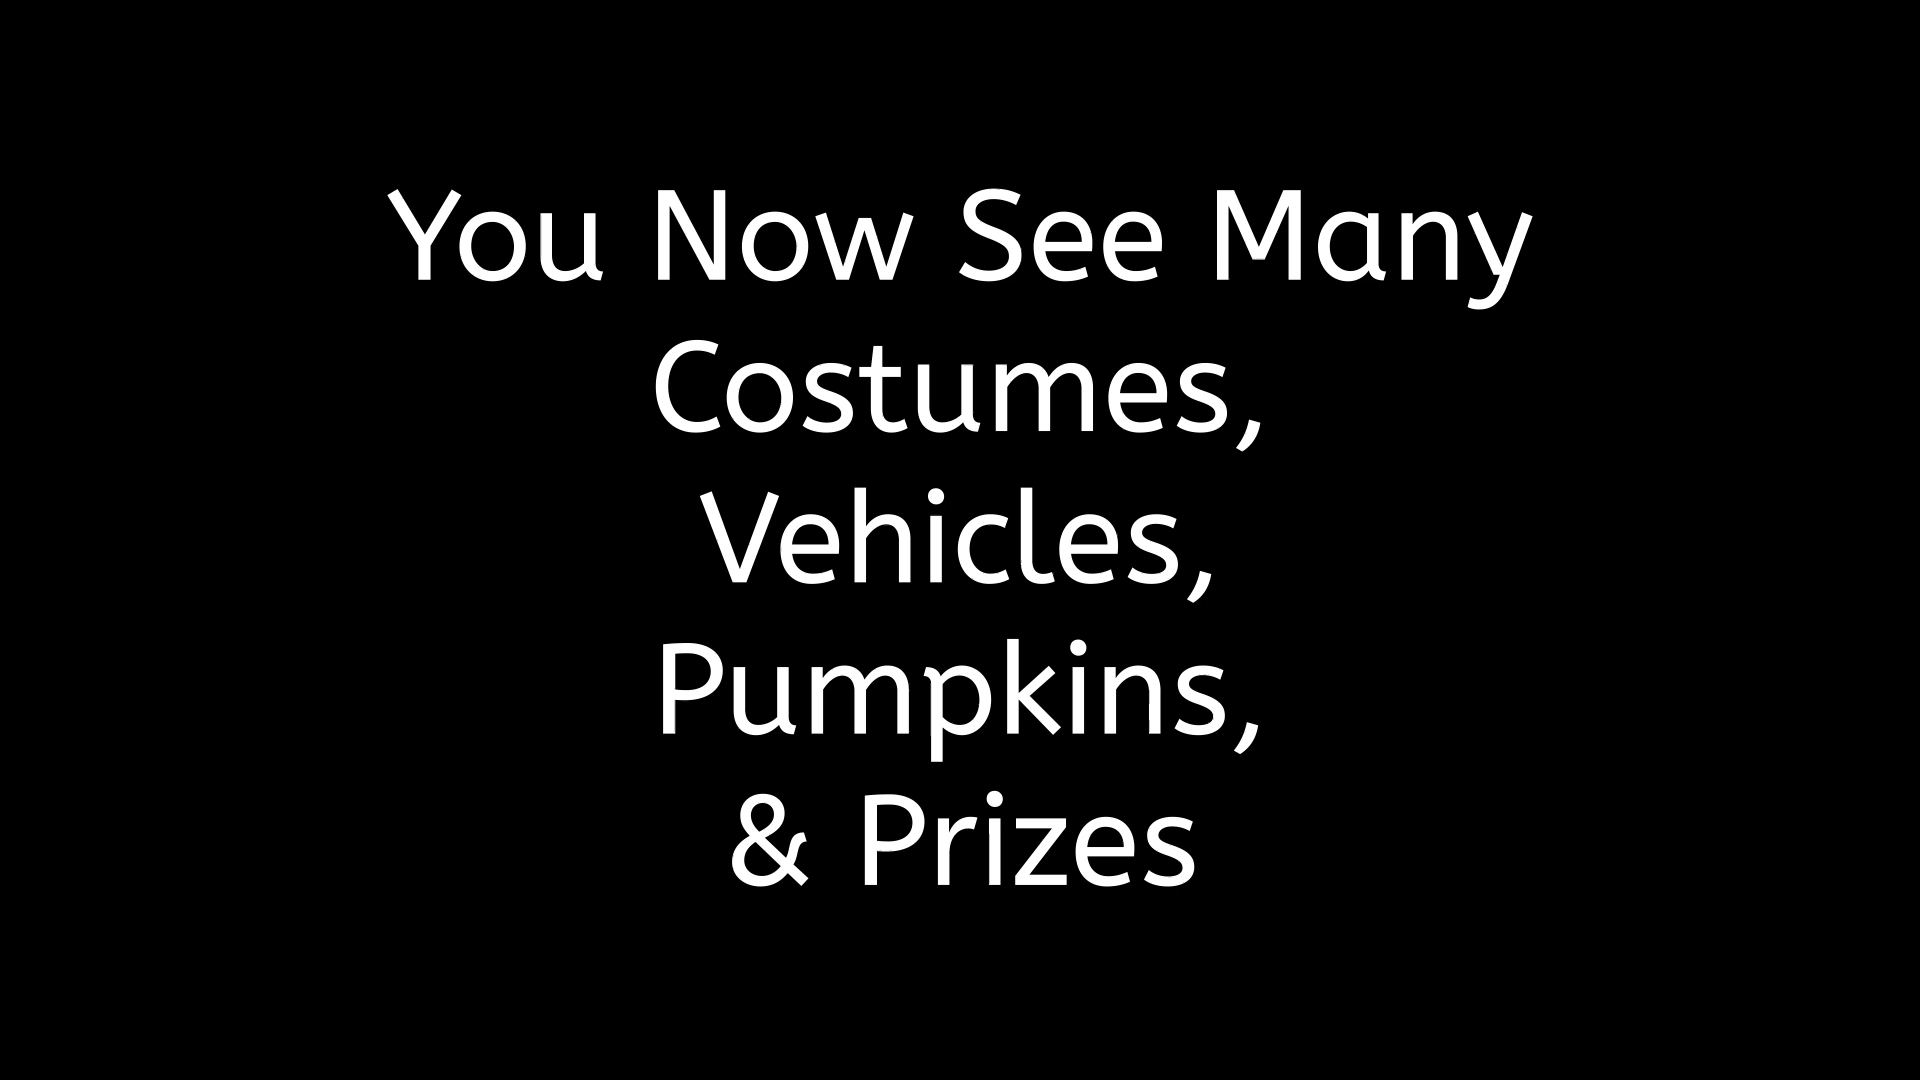 You Now See Many
Costumes,
Vehicles,
Pumpkins,
& Prizes